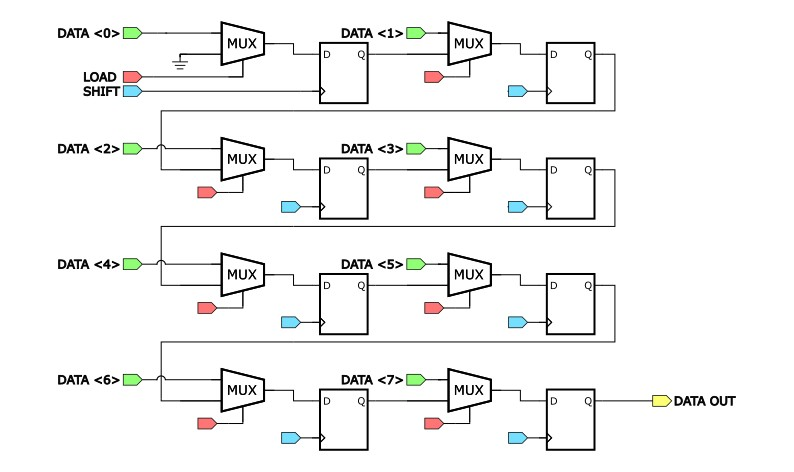 DATA <0> MUX D Q DATA <1> MUX D Q
LOAD
SHIFT
DATA <2> MUX D Q DATA <3> MUX D Q
DATA <4> MUX D Q DATA <5> MUX D Q
DATA <6> MUX D Q DATA <7> MUX D Q DATA OUT